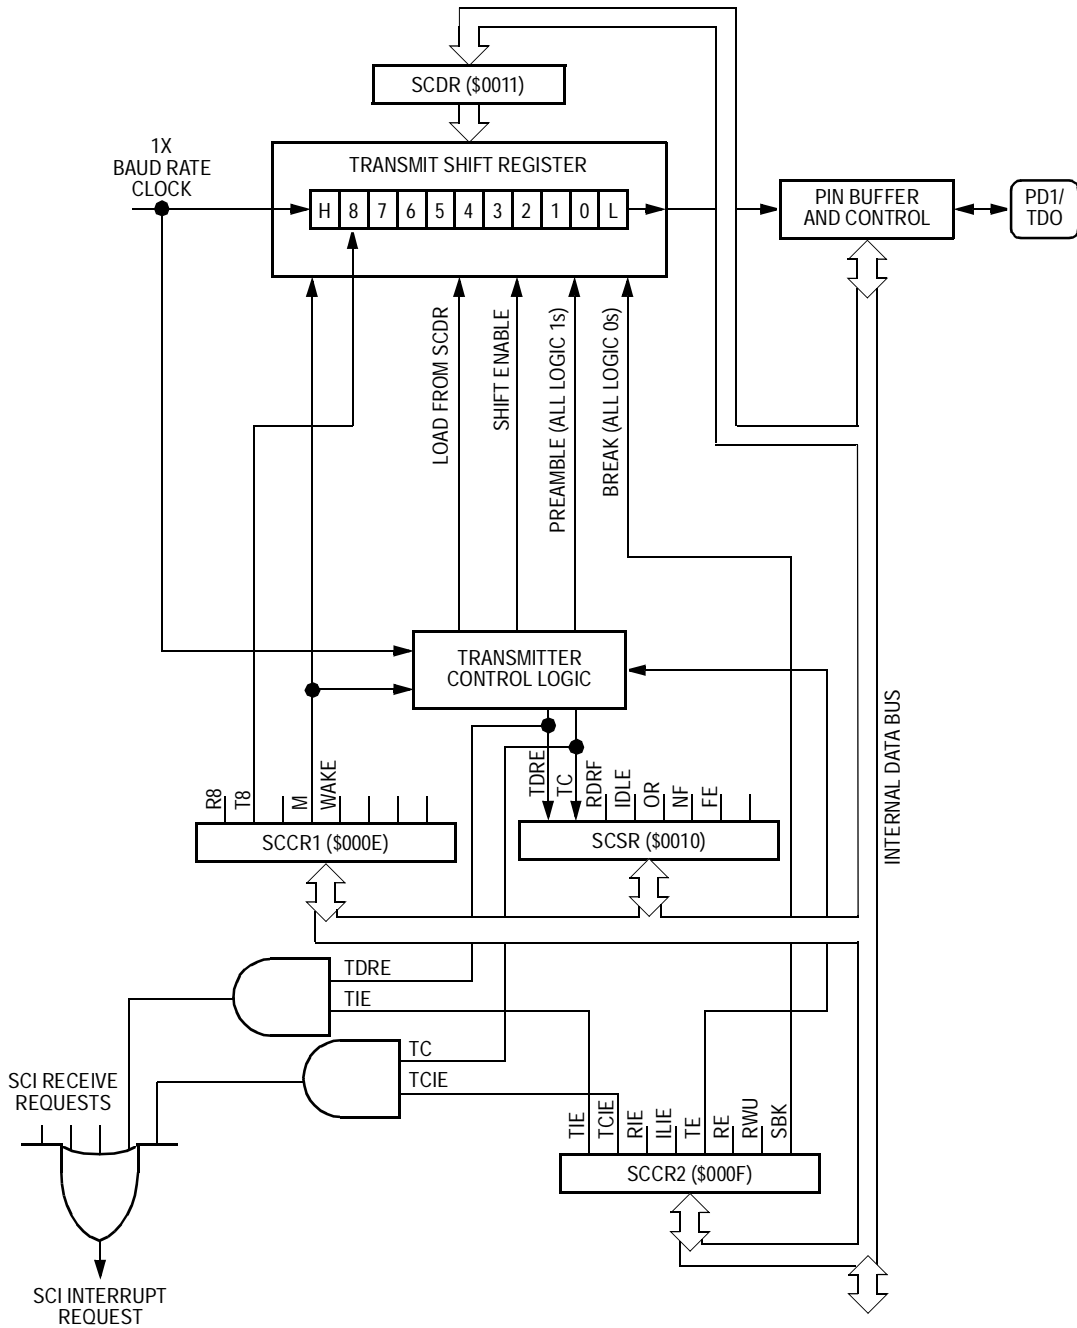 SCDR ($0011)
1X
BAUD RATE
CLOCK
TRANSMIT SHIFT REGISTER
H 8 7 6 5 4 3 2 1 0 L
PIN BUFFER
AND CONTROL
PD1/
TDO
LOAD FROM SCDR
SHIFT ENABLE
PREAMBLE (ALL LOGIC 1s)
BREAK (ALL LOGIC 0s)
TRANSMITTER
CONTROL LOGIC
INTERNAL DATA BUS
R8
T8
M
WAKE
SCCR1 ($000E)
TDRE
TC
RDRF
IDLE
OR
NF
FE
SCSR ($0010)
TDRE
TIE
TC
TCIE
SCI RECEIVE
REQUESTS
TIE
TCIE
RIE
ILIE
TE
RE
RWU
SBK
SCCR2 ($000F)
SCI INTERRUPT
REQUEST